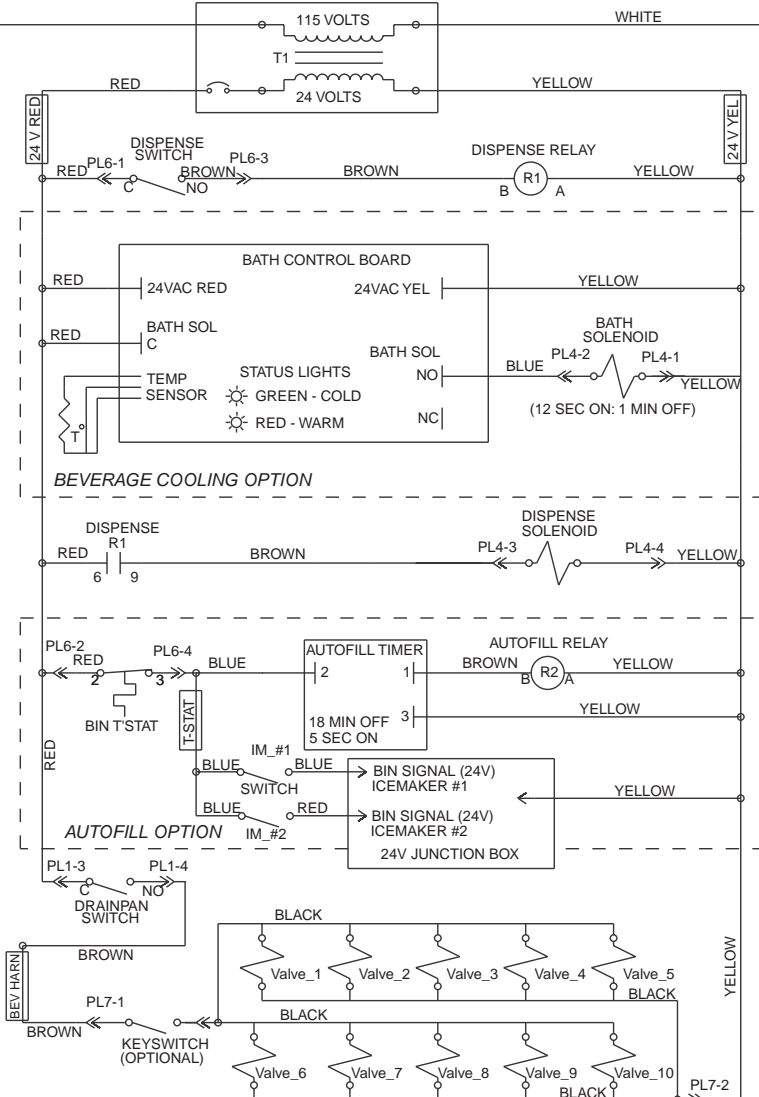 115 VOLTS
WHITE
T1
RED
24 VOLTS
YELLOW
24 V RED
24 V YEL
DISPENSE
SWITCH
PL6-1
PL6-3
DISPENSE RELAY
RED
BROWN
BROWN
R1
YELLOW
C
NO
B
A
BATH CONTROL BOARD
RED
24VAC RED
24VAC YEL
YELLOW
RED
BATH SOL
C
BATH
SOLENOID
BATH SOL
NO
BLUE
PL4-2
PL4-1
YELLOW
TEMP
SENSOR
STATUS LIGHTS
GREEN - COLD
RED - WARM
NC
(12 SEC ON: 1 MIN OFF)
T°
BEVERAGE COOLING OPTION
DISPENSE
R1
DISPENSE
SOLENOID
RED
BROWN
PL4-3
PL4-4
YELLOW
6
9
PL6-2
PL6-4
RED
2
3
BLUE
AUTOFILL TIMER
2
1
AUTOFILL RELAY
BROWN
B
R2
A
YELLOW
BIN T'STAT
T-STAT
3
YELLOW
18 MIN OFF
5 SEC ON
RED
IM_#1
BLUE
BLUE
SWITCH
BIN SIGNAL (24V)
ICEMAKER #1
YELLOW
BLUE
RED
IM_#2
BIN SIGNAL (24V)
ICEMAKER #2
AUTOFILL OPTION
24V JUNCTION BOX
PL1-3
PL1-4
C
NO
DRAINPAN
SWITCH
BROWN
BLACK
BEV HARN
Valve_1
Valve_2
Valve_3
Valve_4
Valve_5
YELLOW
BLACK
PL7-1
BROWN
KEYSWITCH
(OPTIONAL)
BLACK
Valve_6
Valve_7
Valve_8
Valve_9
Valve_10
BLACK
PL7-2